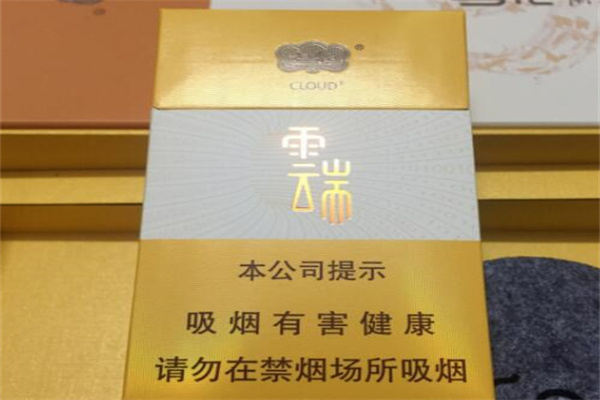 CLOUD®
雲端
本公司提示
吸烟有害健康
请勿在禁烟场所吸烟